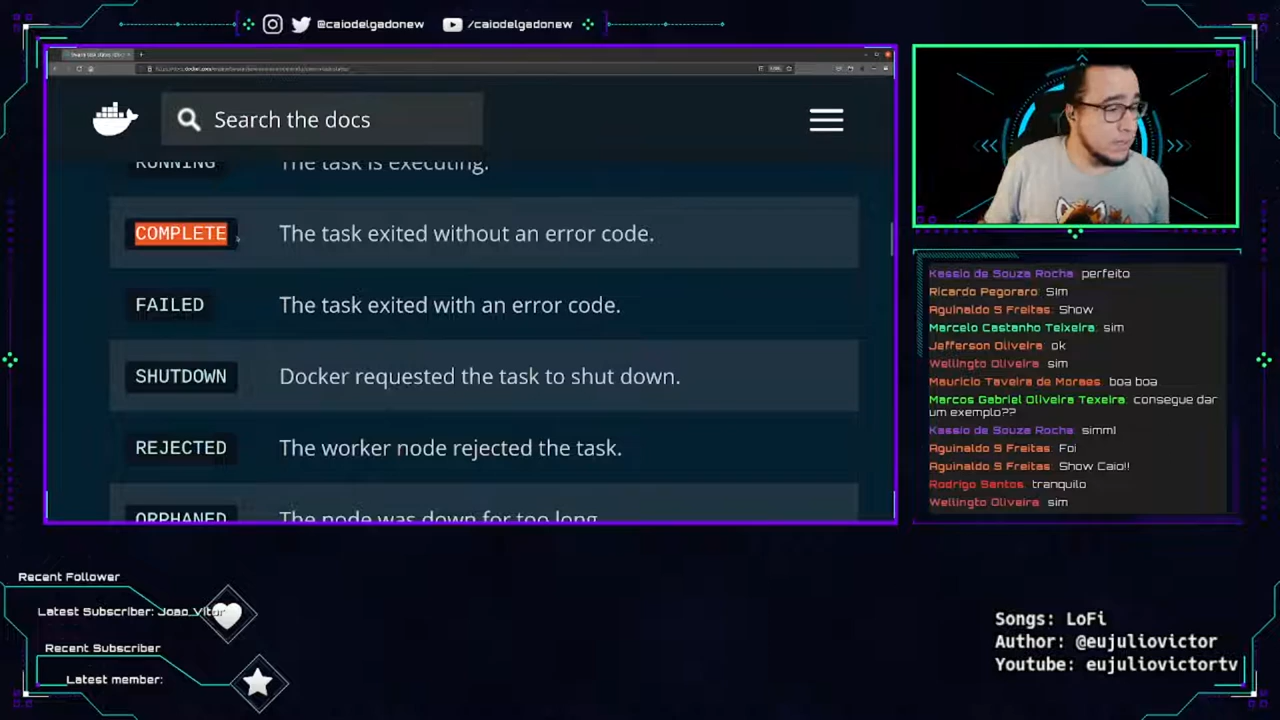 @caiodelgadonew
/caiodelgadonew
Search the docs
RUNNING The task is executing.
COMPLETE The task exited without an error code.
FAILED The task exited with an error code.
SHUTDOWN Docker requested the task to shut down.
REJECTED The worker node rejected the task.
ORPHANED The node was down for too long.
Kassio de Souza Rocha: perfeito
Ricardo Pegoraro: Sim
Aguinaldo S Freitas: Show
Marcelo Castanho Teixeira: sim
Jefferson Oliveira: ok
Wellingto Oliveira: sim
Mauricio Taveira de Moraes: boa boa
Marcos Gabriel Oliveira Texeira: consegue dar
um exemplo??
Kassio de Souza Rocha: simm!
Aguinaldo S Freitas: Foi
Aguinaldo S Freitas: Show Caio!!
Rodrigo Santos: tranquilo
Wellingto Oliveira: sim
Recent Follower
Latest Subscriber: Joao Vitor
Recent Subscriber
Latest member:
Songs: LoFi
Author: @eujuliovictor
Youtube: eujuliovictortv